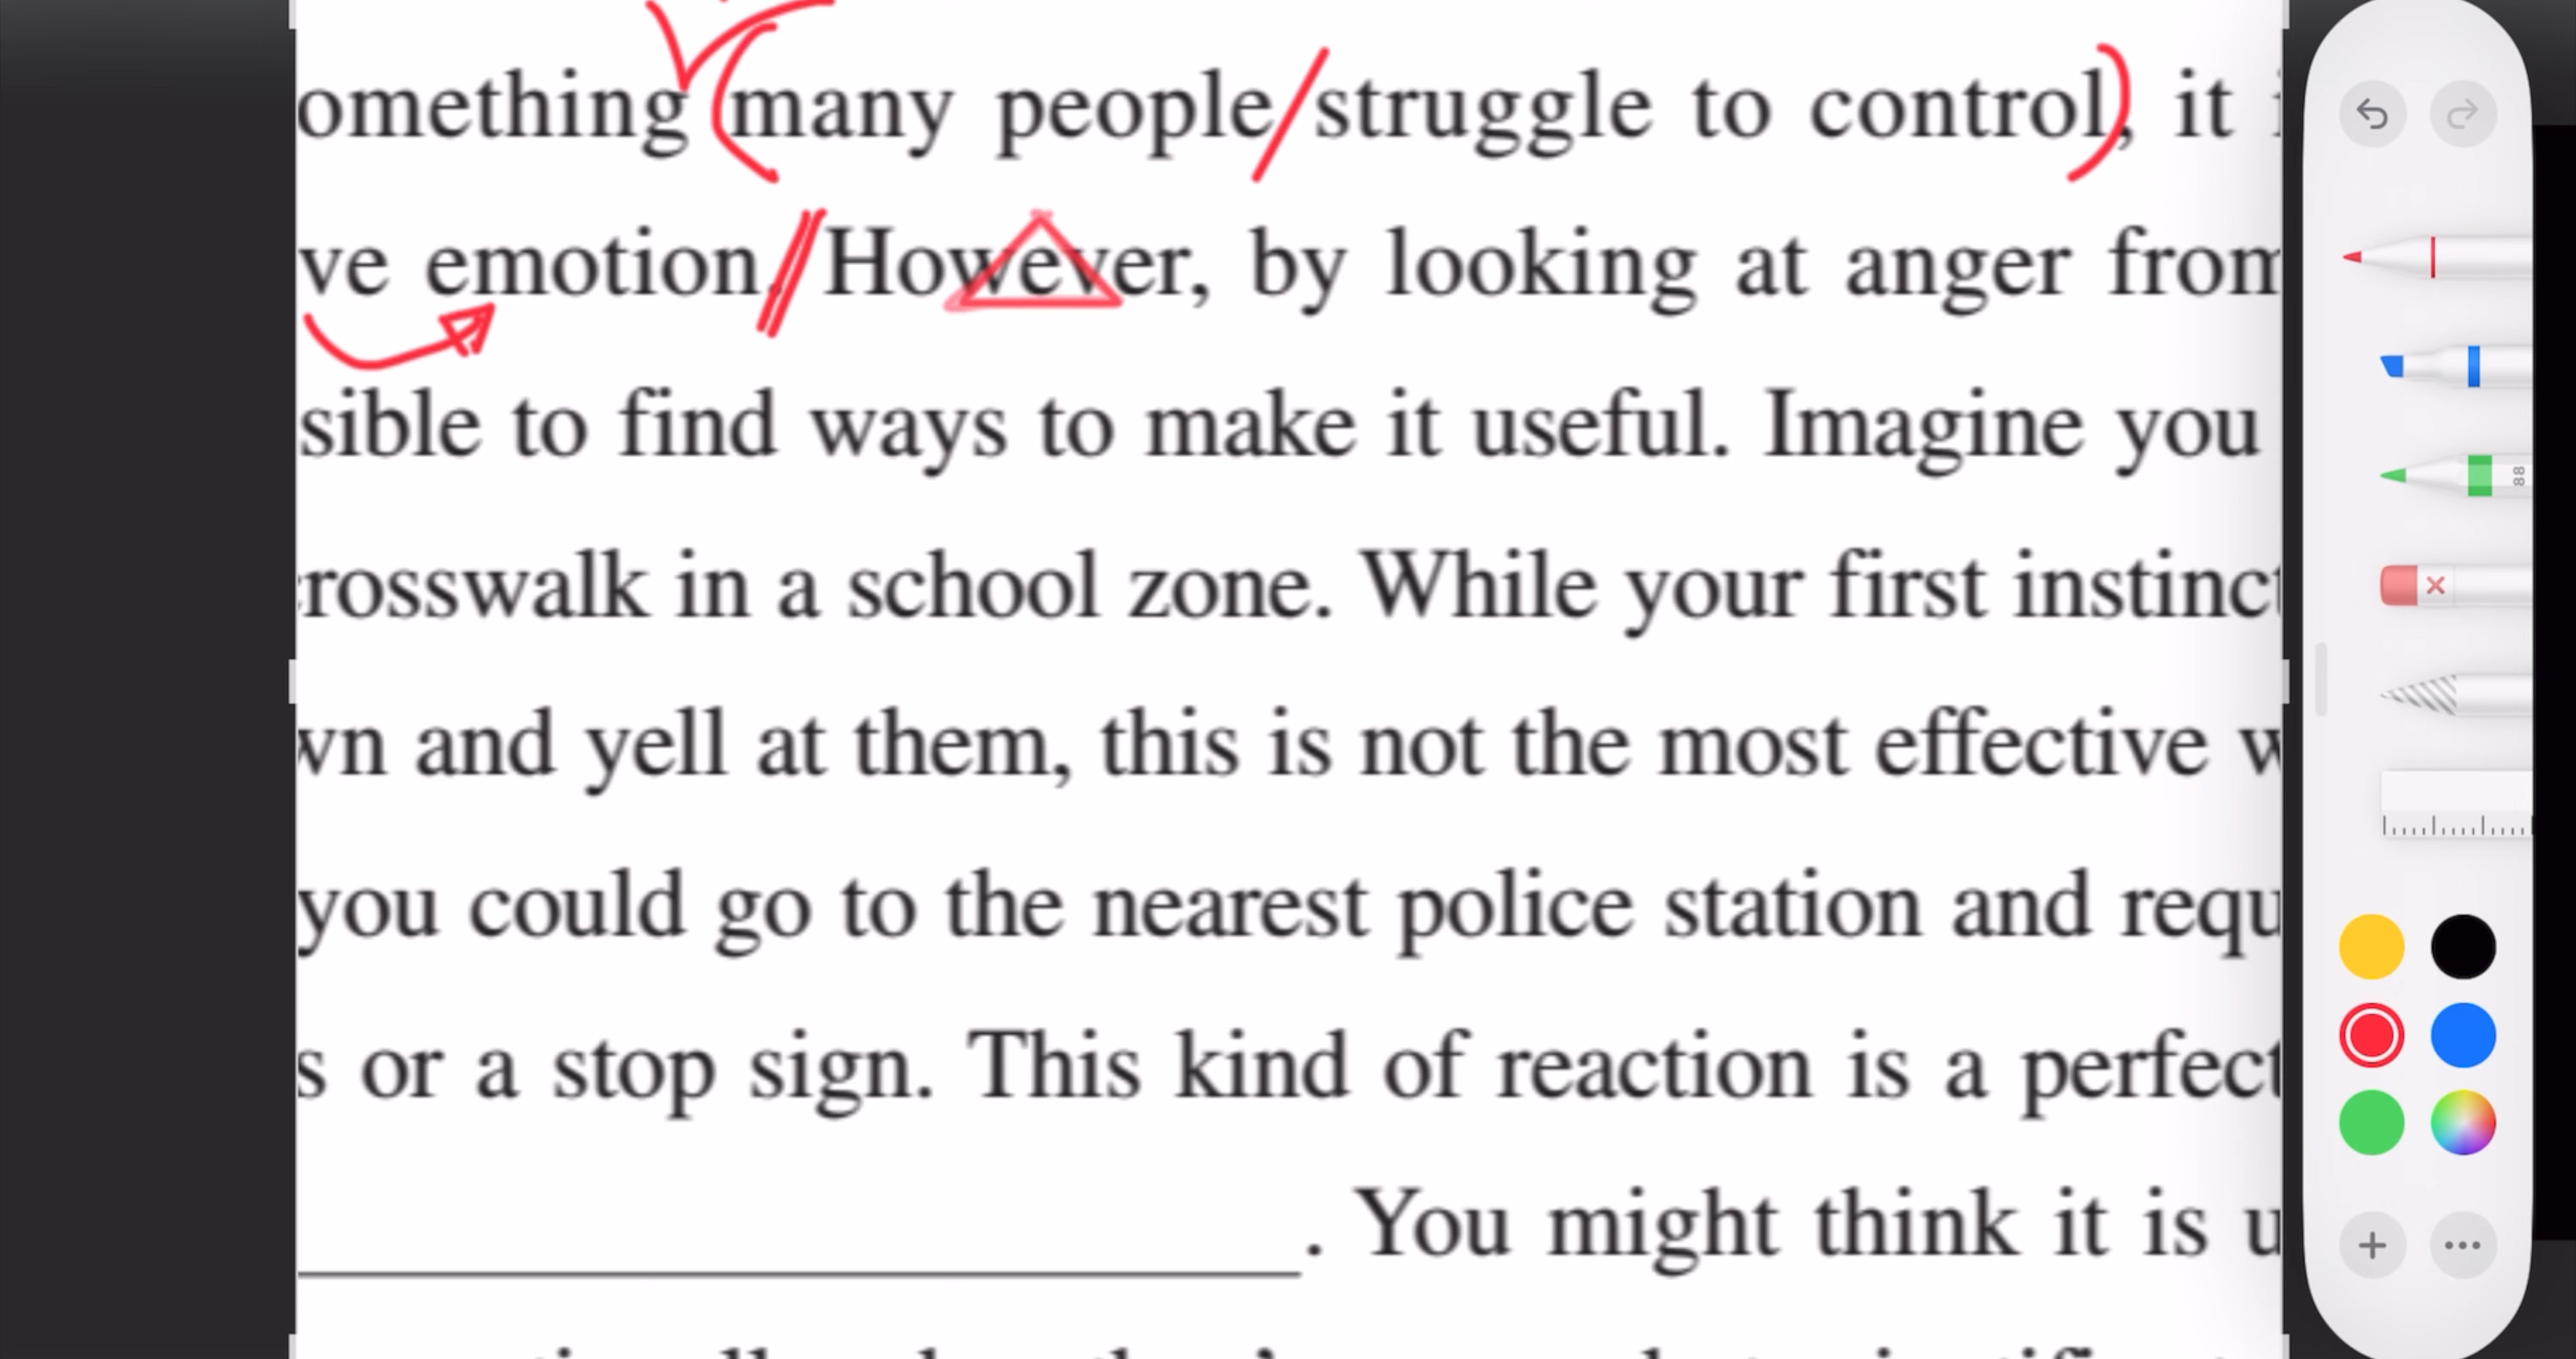 omething many people struggle to control, it
ve emotion. However, by looking at anger from
sible to find ways to make it useful. Imagine you
crosswalk in a school zone. While your first instinct
wn and yell at them, this is not the most effective w
you could go to the nearest police station and requ
s or a stop sign. This kind of reaction is a perfect
. You might think it is u
88